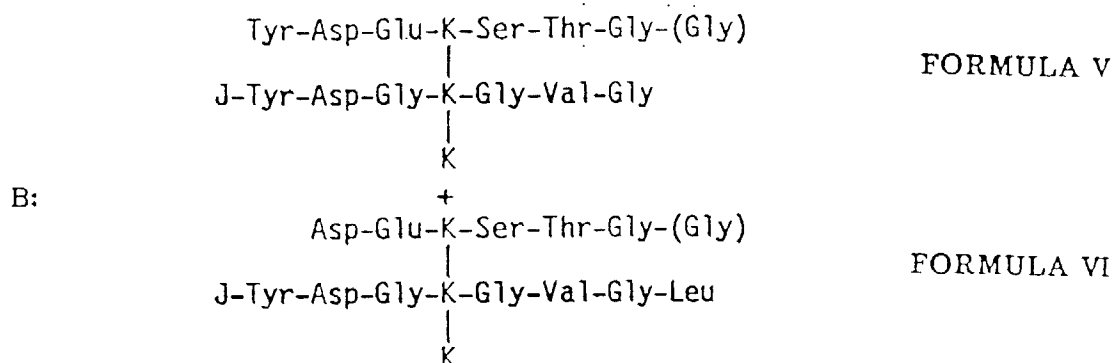 Tyr-Asp-Glu-K-Ser-Thr-Gly-(Gly)
FORMULA V
J-Tyr-Asp-Gly-K-Gly-Val-Gly
K
B:
+
Asp-Glu-K-Ser-Thr-Gly-(Gly)
FORMULA VI
J-Tyr-Asp-Gly-K-Gly-Val-Gly-Leu
K